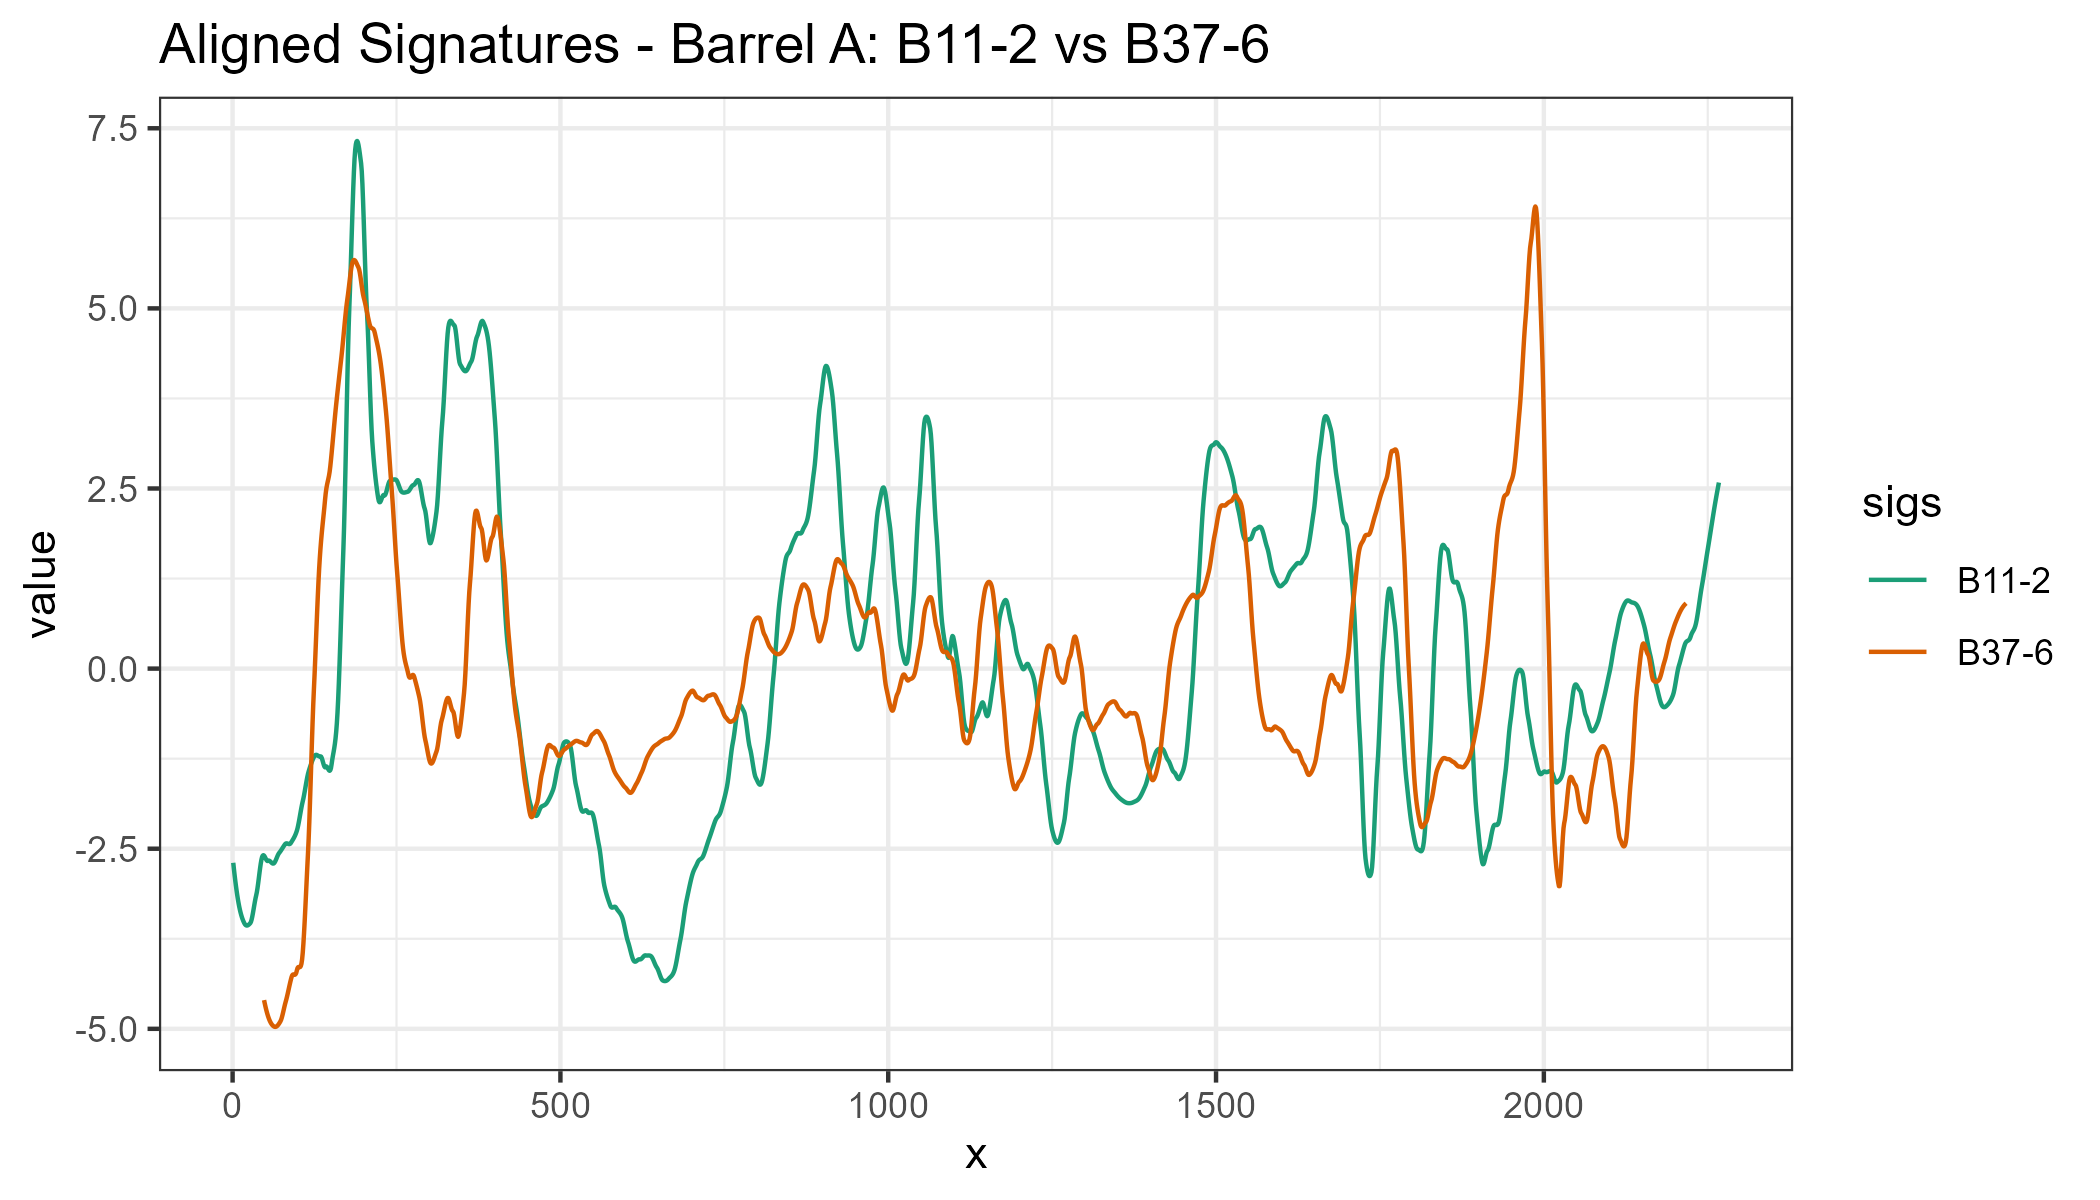 Aligned Signatures - Barrel A: B11-2 vs B37-6
7.5
5.0
2.5
0.0
-2.5
-5.0
value
0 500 1000 1500 2000
x
sigs
B11-2
B37-6